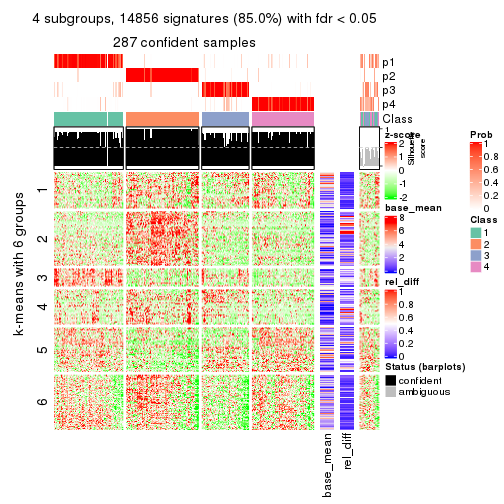 4 subgroups, 14856 signatures (85.0%) with fdr < 0.05
287 confident samples
p1
p2
p3
p4
Class
1
Silhouette
score
k-means with 6 groups
1
2
3
4
5
6
base_mean
rel_diff
z-score
2
1
0
-1
-2
base_mean
8
6
4
2
0
rel_diff
1
0.8
0.6
0.4
0.2
0
Status (barplots)
confident
ambiguous
Prob
1
0.8
0.6
0.4
0.2
0
Class
1
2
3
4